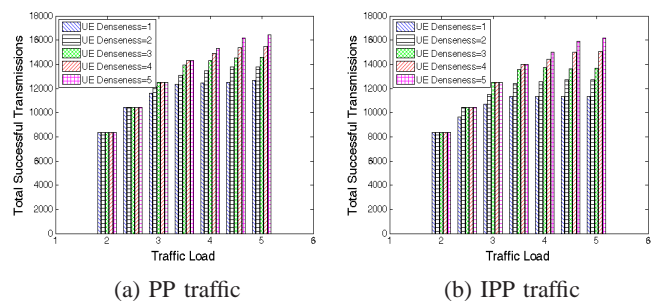 18000
16000
14000
12000
10000
8000
6000
4000
2000
0
Total Successful Transmissions
UE Denseness=1
UE Denseness=2
UE Denseness=3
UE Denseness=4
UE Denseness=5
1 2 3 4 5 6
Traffic Load
(a) PP traffic
18000
16000
14000
12000
10000
8000
6000
4000
2000
0
Total Successful Transmissions
UE Denseness=1
UE Denseness=2
UE Denseness=3
UE Denseness=4
UE Denseness=5
1 2 3 4 5 6
Traffic Load
(b) IPP traffic